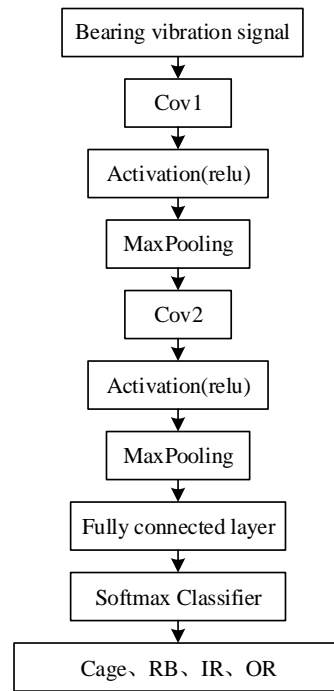 Bearing vibration signal
Cov1
Activation(relu)
MaxPooling
Cov2
Activation(relu)
MaxPooling
Fully connected layer
Softmax Classifier
Cage、RB、IR、OR